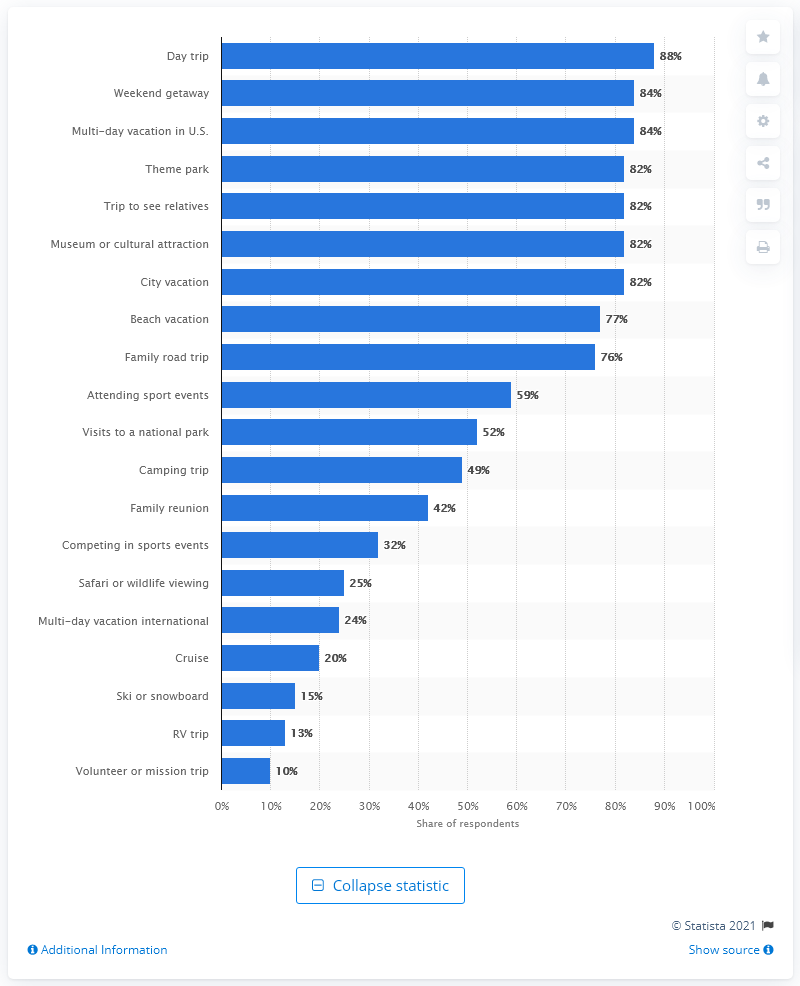 Day trip 88%
Weekend getaway 84%
Multi-day vacation in U.S. 84%
Theme park 82%
Trip to see relatives 82%
Museum or cultural attraction 82%
City vacation 82%
Beach vacation 77%
Family road trip 76%
Attending sport events 59%
Visits to a national park 52%
Camping trip 49%
Family reunion 42%
Competing in sports events 32%
Safari or wildlife viewing 25%
Multi-day vacation international 24%
Cruise 20%
Ski or snowboard 15%
RV trip 13%
Volunteer or mission trip 10%
0% 10% 20% 30% 40% 50% 60% 70% 80% 90% 100%
Share of respondents
Collapse statistic
© Statista 2021
Additional Information Show source